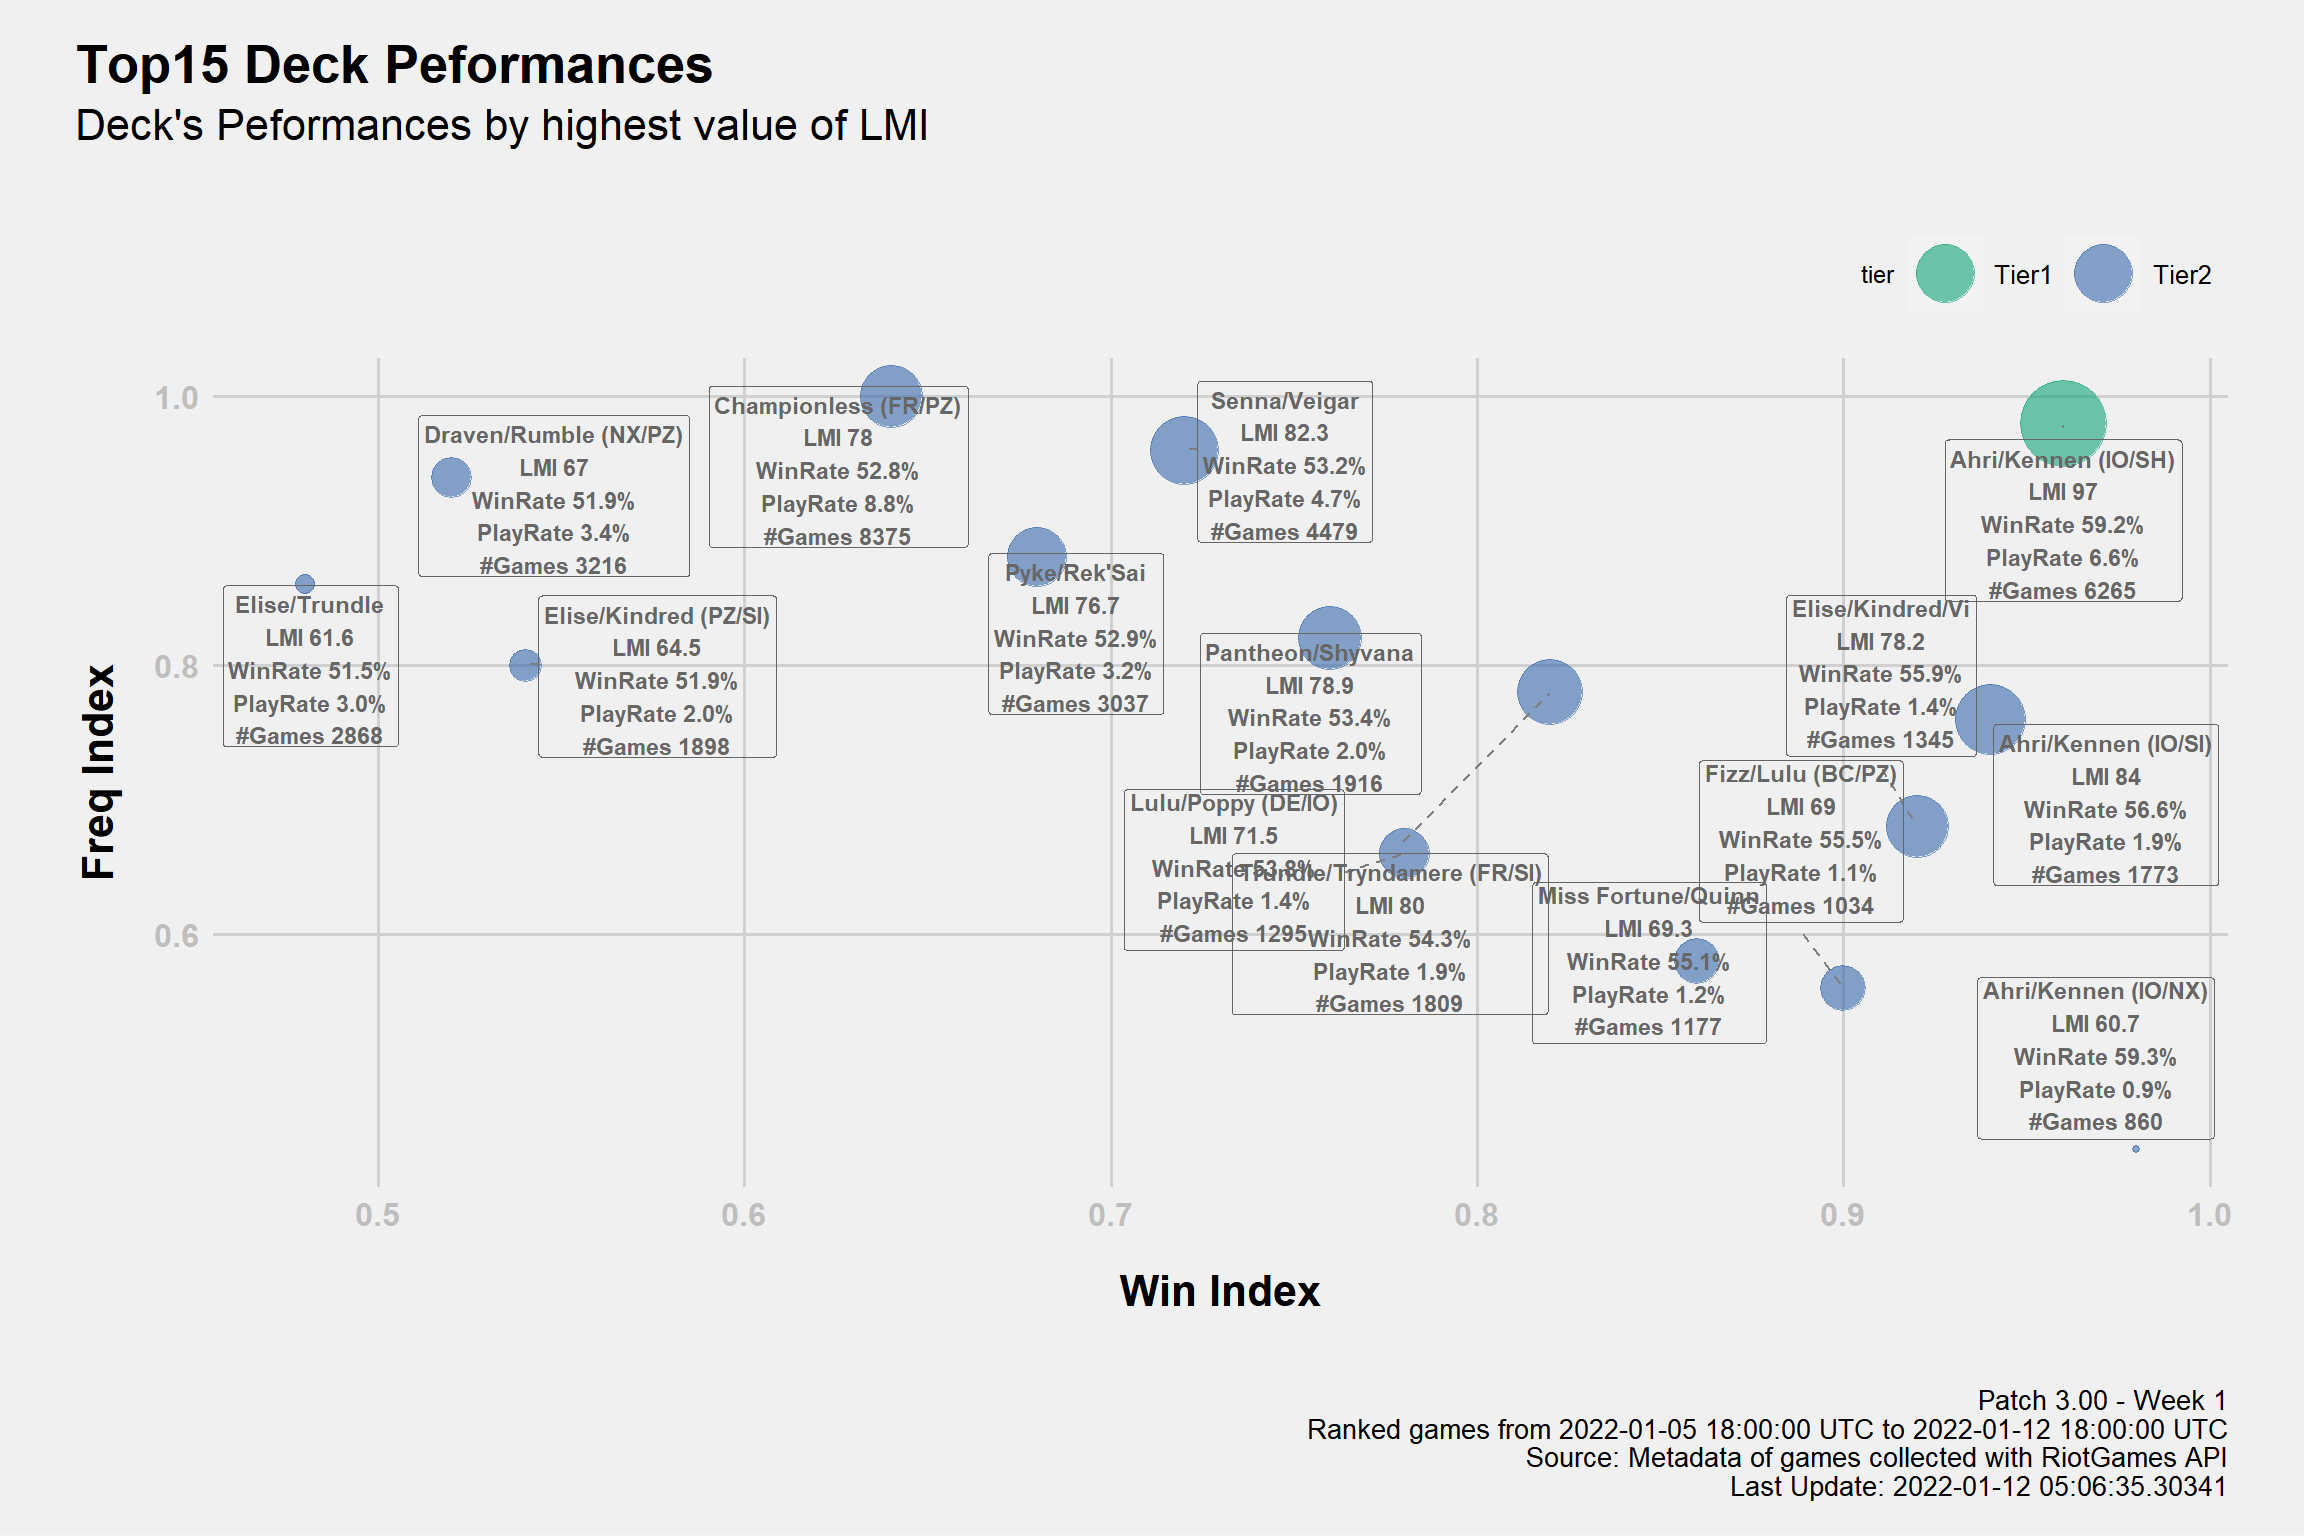 Top15 Deck Peformances
Deck's Peformances by highest value of LMI
tier Tier1 Tier2
Freq Index
1.0
0.8
0.6
Draven/Rumble (NX/PZ)
LMI 67
WinRate 51.9%
PlayRate 3.4%
#Games 3216
Championless (FR/PZ)
LMI 78
WinRate 52.8%
PlayRate 8.8%
#Games 8375
Senna/Veigar
LMI 82.3
WinRate 53.2%
PlayRate 4.7%
#Games 4479
Ahri/Kennen (IO/SH)
LMI 97
WinRate 59.2%
PlayRate 6.6%
#Games 6265
Elise/Trundle
LMI 61.6
WinRate 51.5%
PlayRate 3.0%
#Games 2868
Elise/Kindred (PZ/SI)
LMI 64.5
WinRate 51.9%
PlayRate 2.0%
#Games 1898
Pyke/Rek'Sai
LMI 76.7
WinRate 52.9%
PlayRate 3.2%
#Games 3037
Pantheon/Shyvana
LMI 78.9
WinRate 53.4%
PlayRate 2.0%
#Games 1916
Elise/Kindred/Vi
LMI 78.2
WinRate 55.9%
PlayRate 1.4%
#Games 1345
Ahri/Kennen (IO/SI)
LMI 84
WinRate 56.6%
PlayRate 1.9%
#Games 1773
Fizz/Lulu (BC/PZ)
LMI 69
WinRate 55.5%
PlayRate 1.1%
#Games 1034
Lulu/Poppy (DE/IO)
LMI 71.5
WinRate 53.8%
PlayRate 1.4%
#Games 1295
Trundle/Tryndamere (FR/SI)
LMI 80
WinRate 54.3%
PlayRate 1.9%
#Games 1809
Miss Fortune/Quinn
LMI 69.3
WinRate 55.1%
PlayRate 1.2%
#Games 1177
Ahri/Kennen (IO/NX)
LMI 60.7
WinRate 59.3%
PlayRate 0.9%
#Games 860
0.5 0.6 0.7 0.8 0.9 1.0
Win Index
Patch 3.00 - Week 1
Ranked games from 2022-01-05 18:00:00 UTC to 2022-01-12 18:00:00 UTC
Source: Metadata of games collected with RiotGames API
Last Update: 2022-01-12 05:06:35.30341